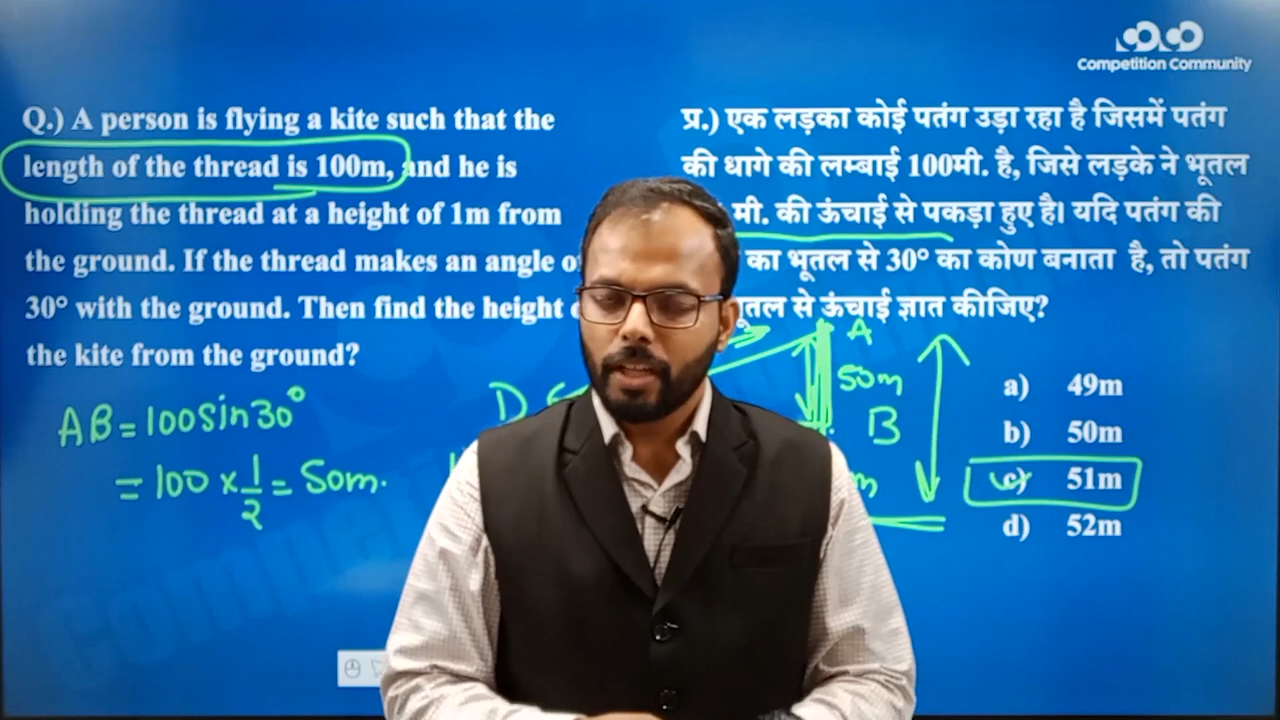 Competition Community
Q.) A person is flying a kite such that the
length of the thread is 100m, and he is
holding the thread at a height of 1m from
the ground. If the thread makes an angle
30° with the ground. Then find the height
the kite from the ground?
प्र.) एक लड़का कोई पतंग उड़ा रहा है जिसमें पतंग
की धागे की लम्बाई 100मी. है, जिसे लड़के ने भूतल
मी. की ऊंचाई से पकड़ा हुए है। यदि पतंग की
का भूतल से 30° का कोण बनाता है, तो पतंग
से ऊंचाई ज्ञात कीजिए?
AB = 100 sin 30°
= 100 × 1/2 = 50m.
D
A
50m
B
m
a) 49m
b) 50m
c) 51m
d) 52m